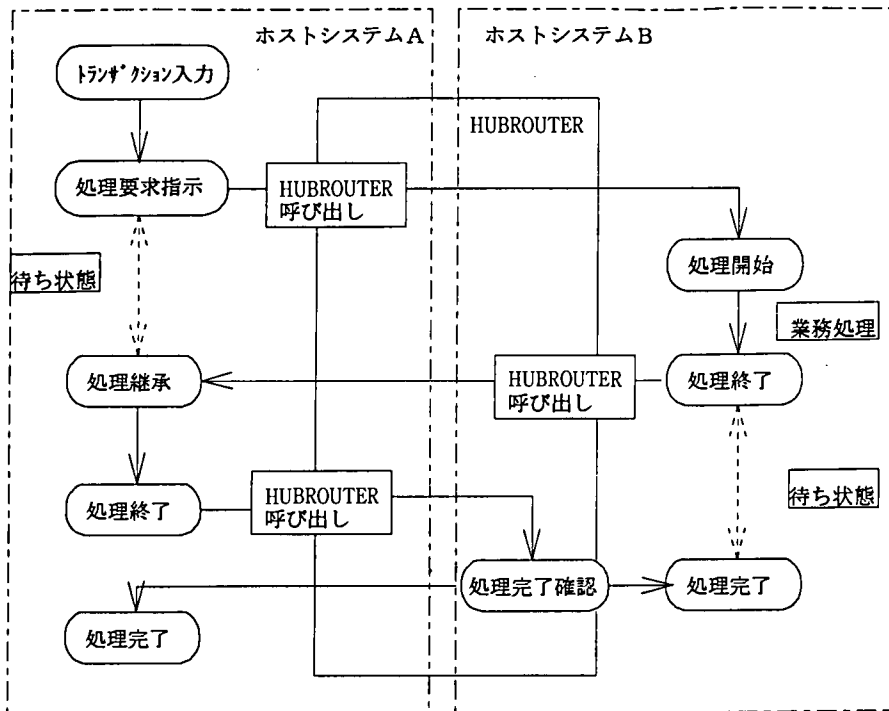 ホストシステムA
ホストシステムB
トランザクション入力
HUBROUTER
処理要求指示
HUBROUTER
呼び出し
処理開始
待ち状態
業務処理
処理継承
HUBROUTER
呼び出し
処理終了
処理終了
HUBROUTER
呼び出し
待ち状態
処理完了確認
処理完了
処理完了